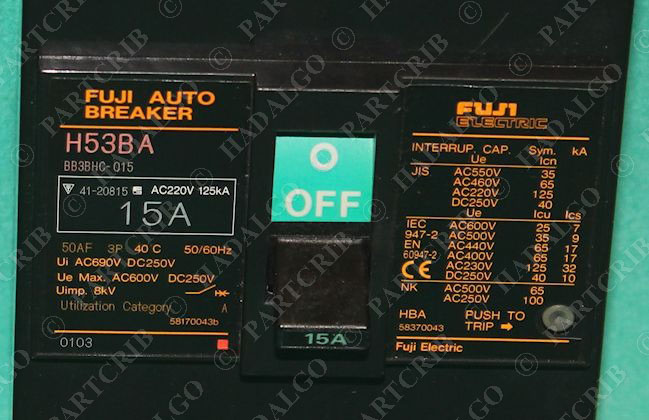 FUJI AUTO
BREAKER
H53BA
BB3BHC-015
41-20815 AC220V 125kA
15A
50AF 3P 40 C 50/60Hz
Ui AC690V DC250V
Ue Max. AC600V DC250V
Uimp. 8kV
Utilization Category A
58170043b
0103
O
OFF
15A
FUJI
ELECTRIC
INTERRUP. CAP. Sym. kA
Ue Icn
JIS AC550V 35
AC460V 65
AC220V 125
DC250V 40
Ue Icu Ics
IEC AC600V 25 7
947-2 AC500V 35 9
EN AC440V 65 17
60947-2 AC400V 65 17
CE AC230V 125 32
DC250V 40 10
NK AC500V 65
AC250V 100
HBA PUSH TO
58370043 TRIP ➡
Fuji Electric
© PARTCRIB © HADALGO